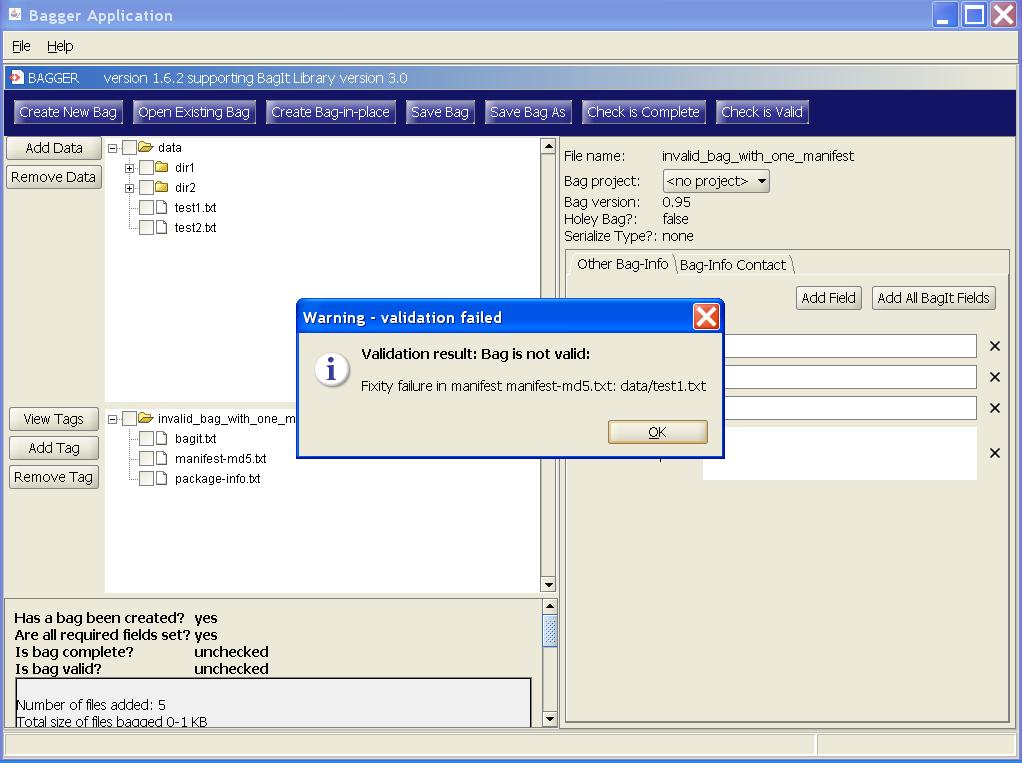 Bagger Application
File Help
BAGGER version 1.6.2 supporting BagIt Library version 3.0
Create New Bag Open Existing Bag Create Bag-in-place Save Bag Save Bag As Check is Complete Check is Valid
Add Data
Remove Data
data
dir1
dir2
test1.txt
test2.txt
File name: invalid_bag_with_one_manifest
Bag project: <no project>
Bag version: 0.95
Holey Bag?: false
Serialize Type?: none
Other Bag-Info Bag-Info Contact
Add Field Add All BagIt Fields
Warning - validation failed
Validation result: Bag is not valid:
Fixity failure in manifest manifest-md5.txt: data/test1.txt
OK
View Tags
Add Tag
Remove Tag
invalid_bag_with_one_m
bagit.txt
manifest-md5.txt
package-info.txt
Has a bag been created? yes
Are all required fields set? yes
Is bag complete? unchecked
Is bag valid? unchecked
Number of files added: 5
Total size of files bagged 0-1 KB